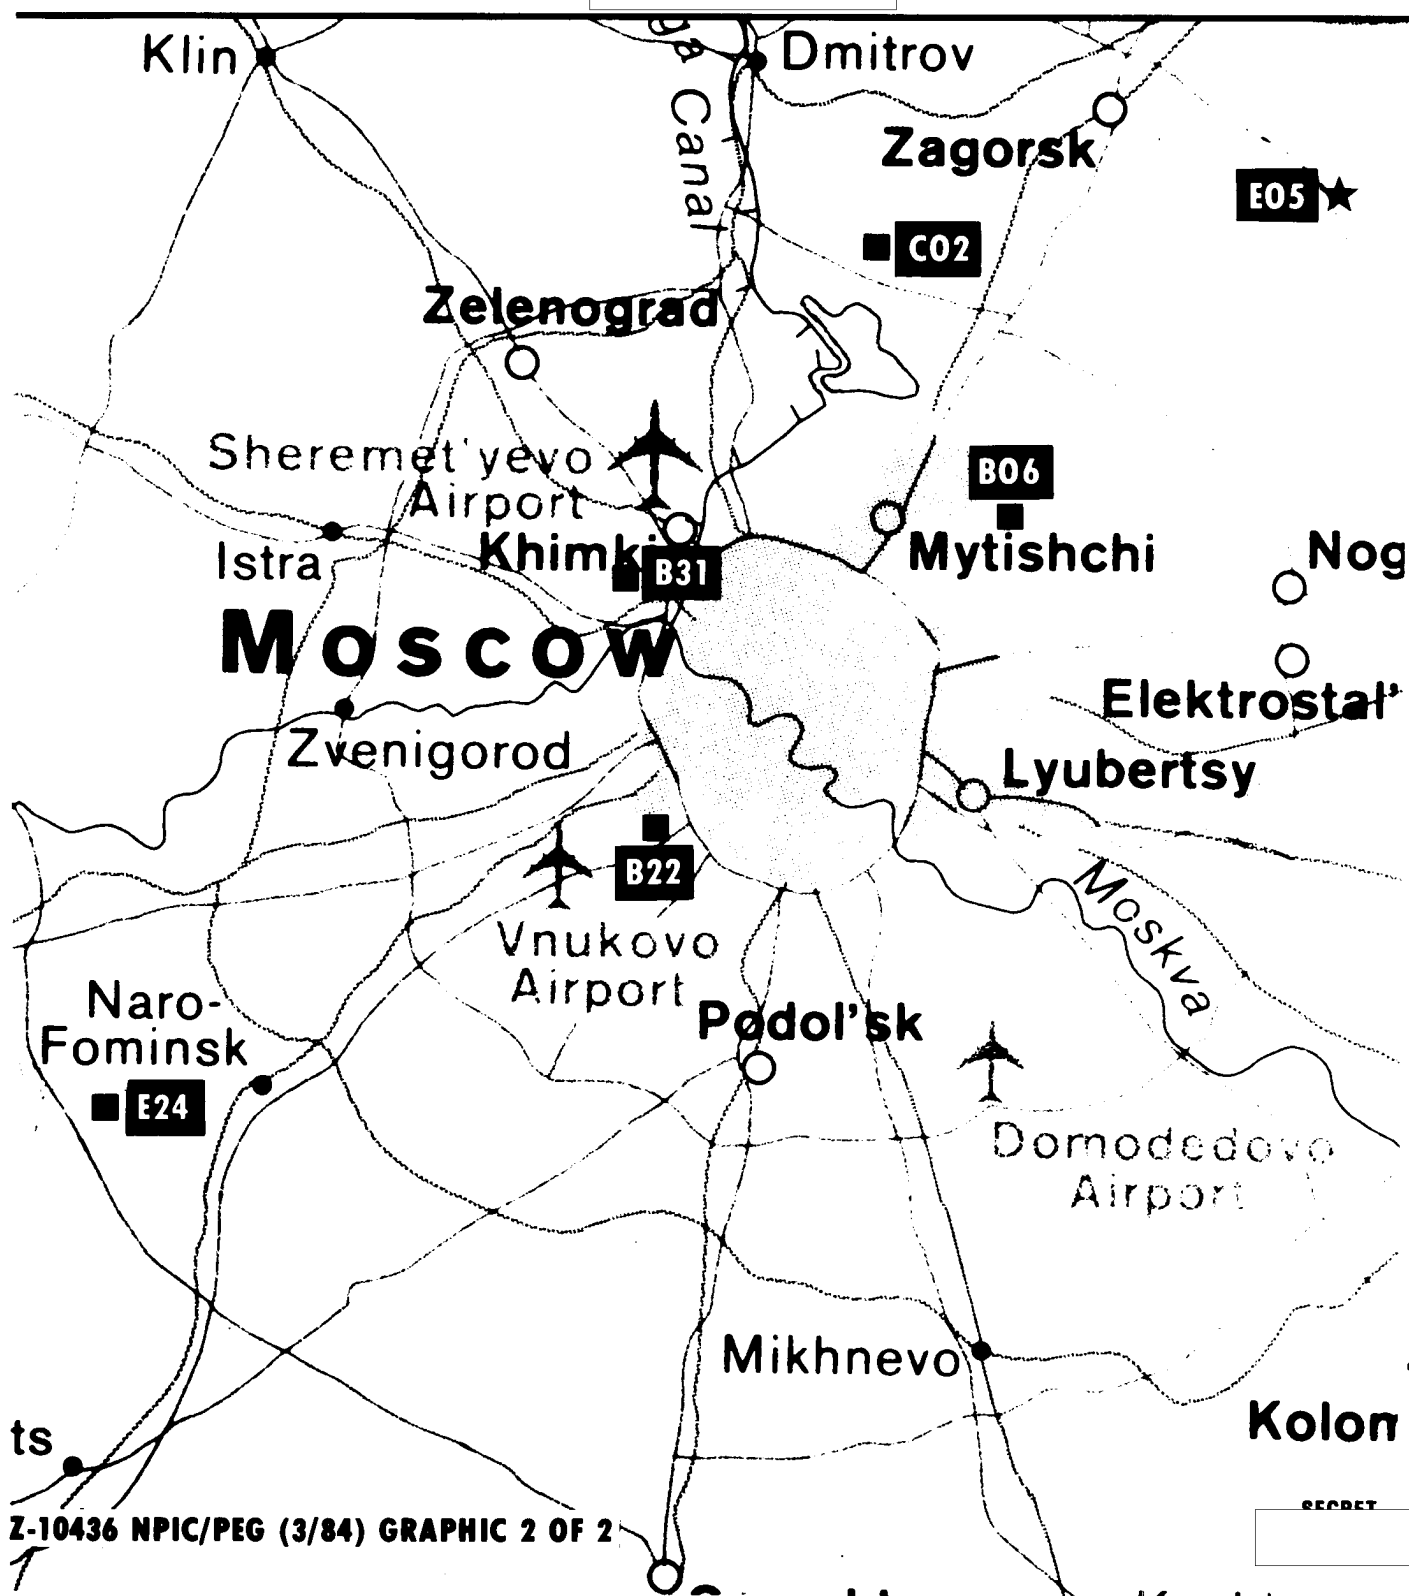 Klin
Dmitrov
Canal
Zagorsk
E05
C02
Zelenograd
Sheremet'yevo
Airport
B06
Khimki
Mytishchi
Nog
Istra
B31
Moscow
Elektrostal'
Zvenigorod
Lyubertsy
B22
Moskva
Vnukovo
Airport
Naro-
Fominsk
Podol'sk
E24
Domodedovo
Airport
Mikhnevo
Kolom
ts
SECRET
Z-10436 NPIC/PEG (3/84) GRAPHIC 2 OF 2